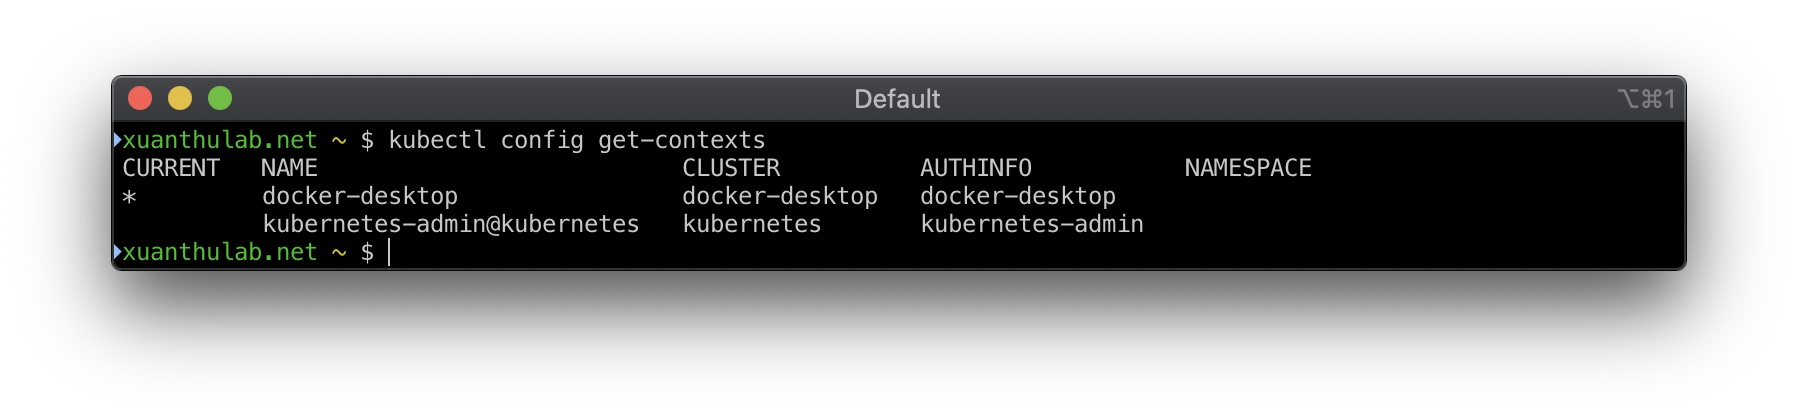 Default ⌥⌘1
xuanthulab.net ~ $ kubectl config get-contexts
CURRENT   NAME                          CLUSTER          AUTHINFO           NAMESPACE
*         docker-desktop                docker-desktop   docker-desktop
          kubernetes-admin@kubernetes   kubernetes       kubernetes-admin
xuanthulab.net ~ $